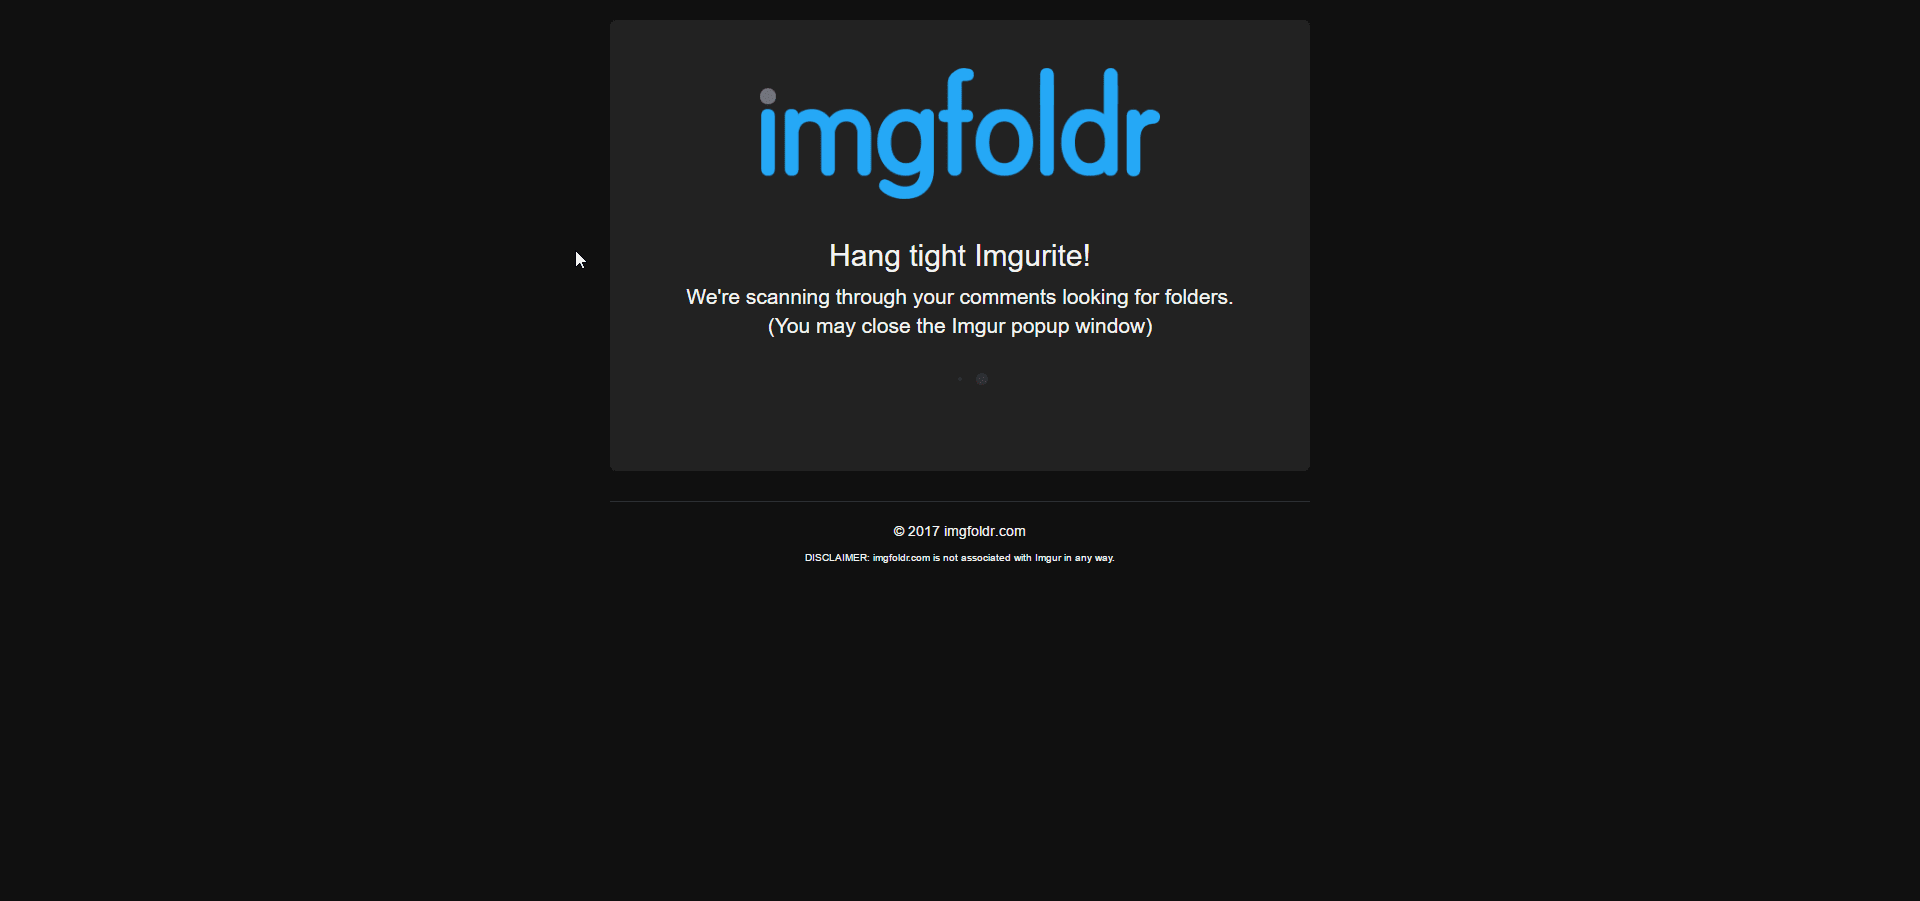 imgfoldr
Hang tight Imgurite!
We're scanning through your comments looking for folders.
(You may close the Imgur popup window)
© 2017 imgfoldr.com
DISCLAIMER: imgfoldr.com is not associated with Imgur in any way.